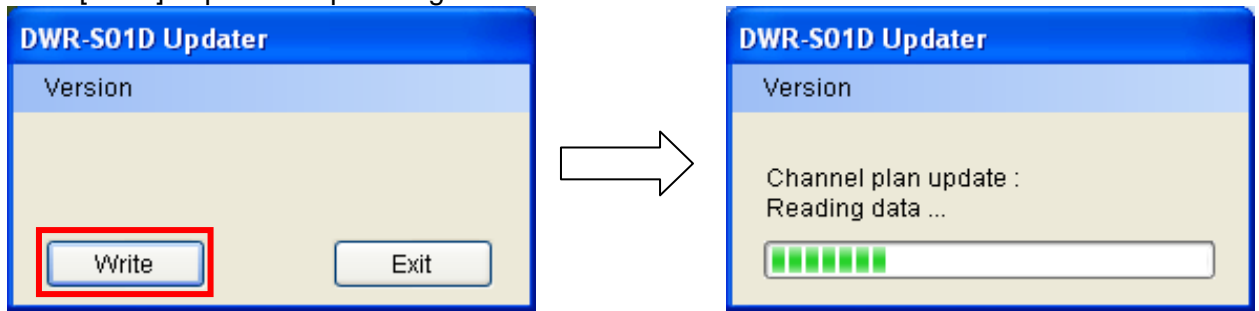 DWR-S01D Updater
Version
Write Exit
DWR-S01D Updater
Version
Channel plan update :
Reading data ...